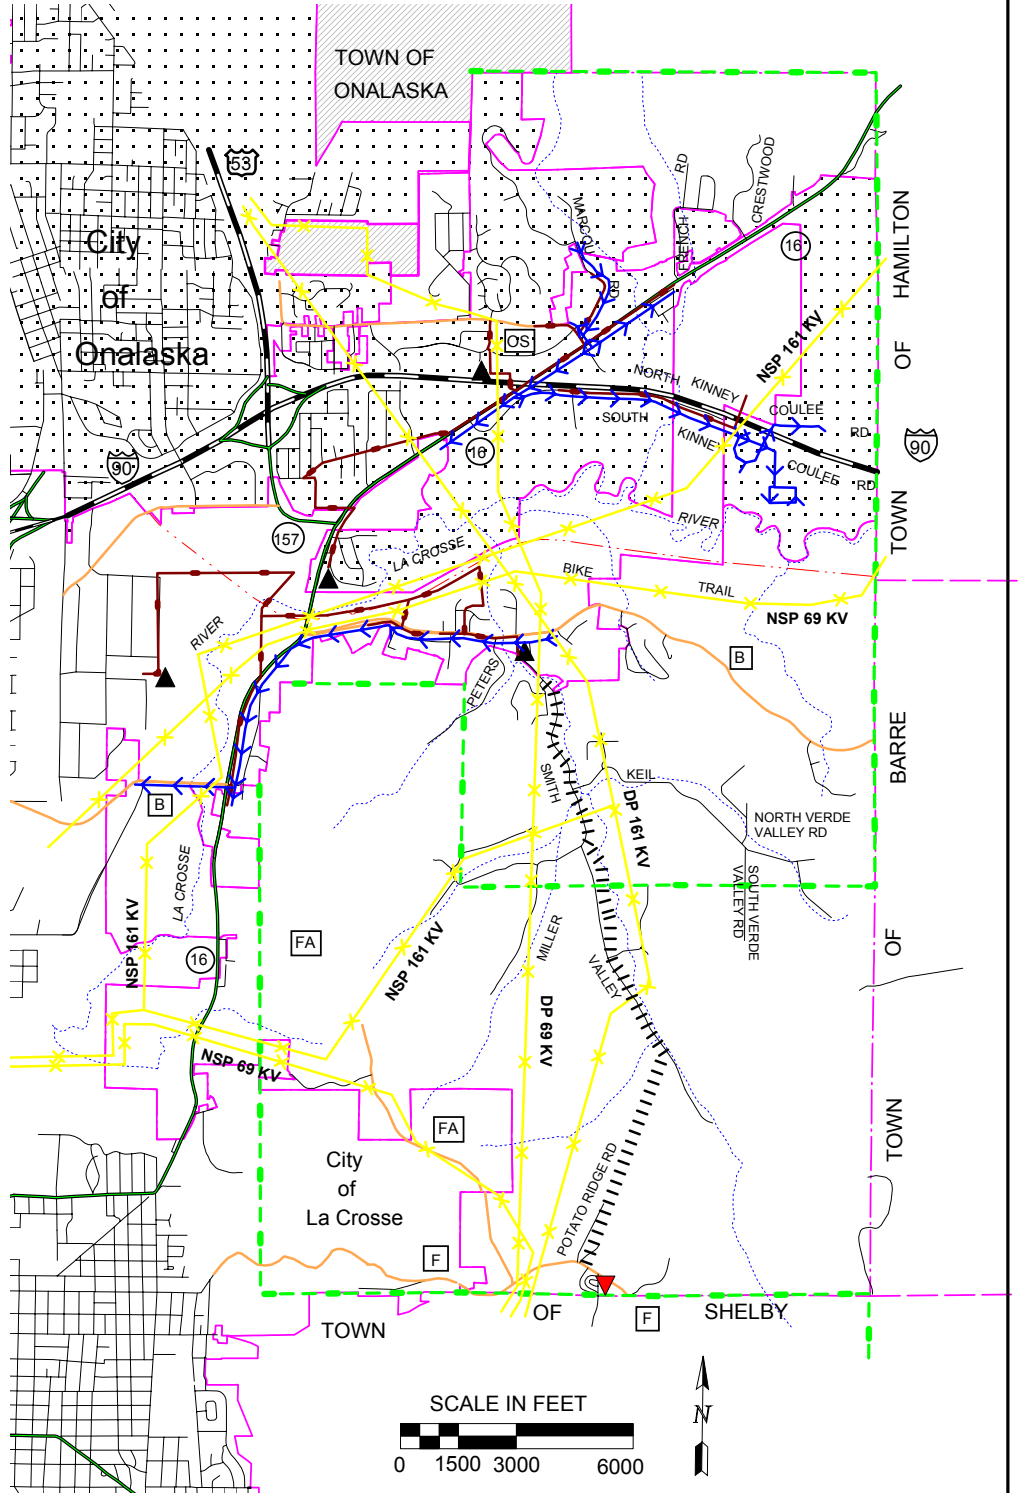 TOWN OF
ONALASKA
53
City
of
Onalaska
MARCOU
RD
RD
FRENCH
CRESTWOOD
16
HAMILTON
OF
TOWN
NSP 161 KV
OS
NORTH KINNEY
COULEE
RD
SOUTH
KINNEY
COULEE
RD
90
90
16
157
LA CROSSE
RIVER
BIKE
TRAIL
NSP 69 KV
RIVER
B
PETERS
BARRE
OF
TOWN
SMITH
KEIL
DP 161 KV
NORTH VERDE
VALLEY RD
SOUTH VERDE
VALLEY RD
B
LA CROSSE
NSP 161 KV
16
FA
NSP 161 KV
MILLER
VALLEY
DP 69 KV
NSP 69 KV
FA
City
of
La Crosse
POTATO RIDGE RD
F
F
TOWN
OF
SHELBY
SCALE IN FEET
0 1500 3000 6000
N